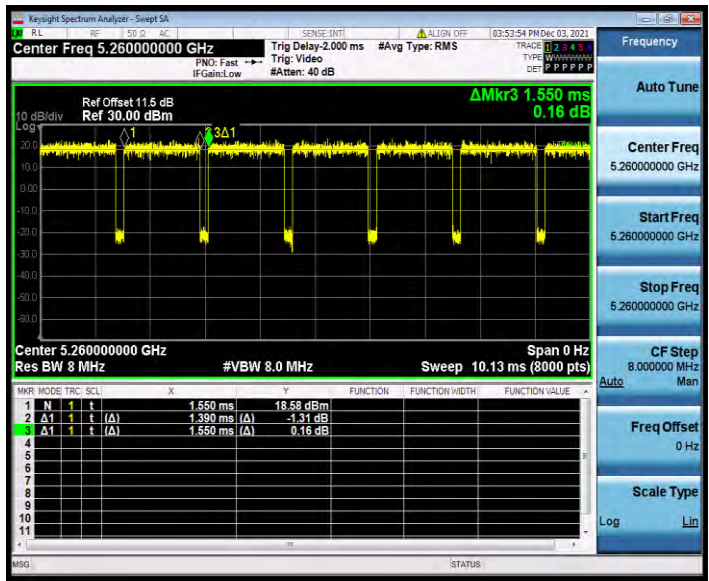 Keysight Spectrum Analyzer - Swept SA
RL RF 50 Ω AC SENSE:INT ALIGN OFF 03:53:54 PM Dec 03, 2021
Center Freq 5.260000000 GHz
PNO: Fast
IFGain:Low
Trig Delay-2.000 ms
Trig: Video
#Atten: 40 dB
#Avg Type: RMS
TRACE 1 2 3 4 5 6
TYPE WWWWWW
DET P P P P P P
Frequency
Auto Tune
Center Freq
5.260000000 GHz
Start Freq
5.260000000 GHz
Stop Freq
5.260000000 GHz
CF Step
8.000000 MHz
Auto Man
Freq Offset
0 Hz
Scale Type
Log Lin
ΔMkr3 1.550 ms
0.16 dB
Ref Offset 11.5 dB
10 dB/div Ref 30.00 dBm
Log
1
3Δ1
20.0
10.0
0.00
-10.0
-20.0
-30.0
-40.0
-50.0
-60.0
Center 5.260000000 GHz Span 0 Hz
Res BW 8 MHz #VBW 8.0 MHz Sweep 10.13 ms (8000 pts)
MKR MODE TRC SCL X Y FUNCTION FUNCTION WIDTH FUNCTION VALUE
1 N 1 t 1.550 ms 18.58 dBm
2 Δ1 1 t (Δ) 1.390 ms (Δ) -1.31 dB
3 Δ1 1 t (Δ) 1.550 ms (Δ) 0.16 dB
4
5
6
7
8
9
10
11
MSG STATUS